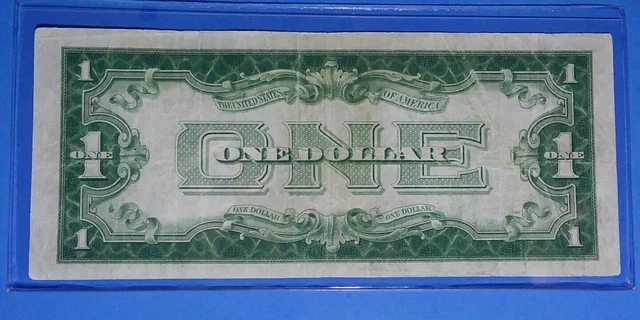 1 1
THE UNITED STATES OF AMERICA
ONE
1 ONE ONE DOLLAR 1 ONE
ONE DOLLAR ONE DOLLAR
1 1